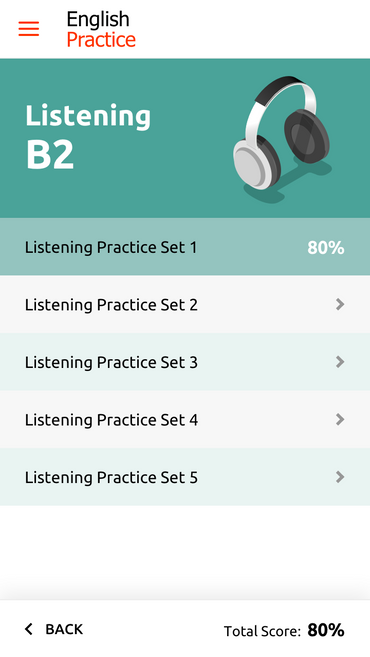 English
Practice
Listening
B2
Listening Practice Set 1 80%
Listening Practice Set 2
Listening Practice Set 3
Listening Practice Set 4
Listening Practice Set 5
BACK Total Score: 80%